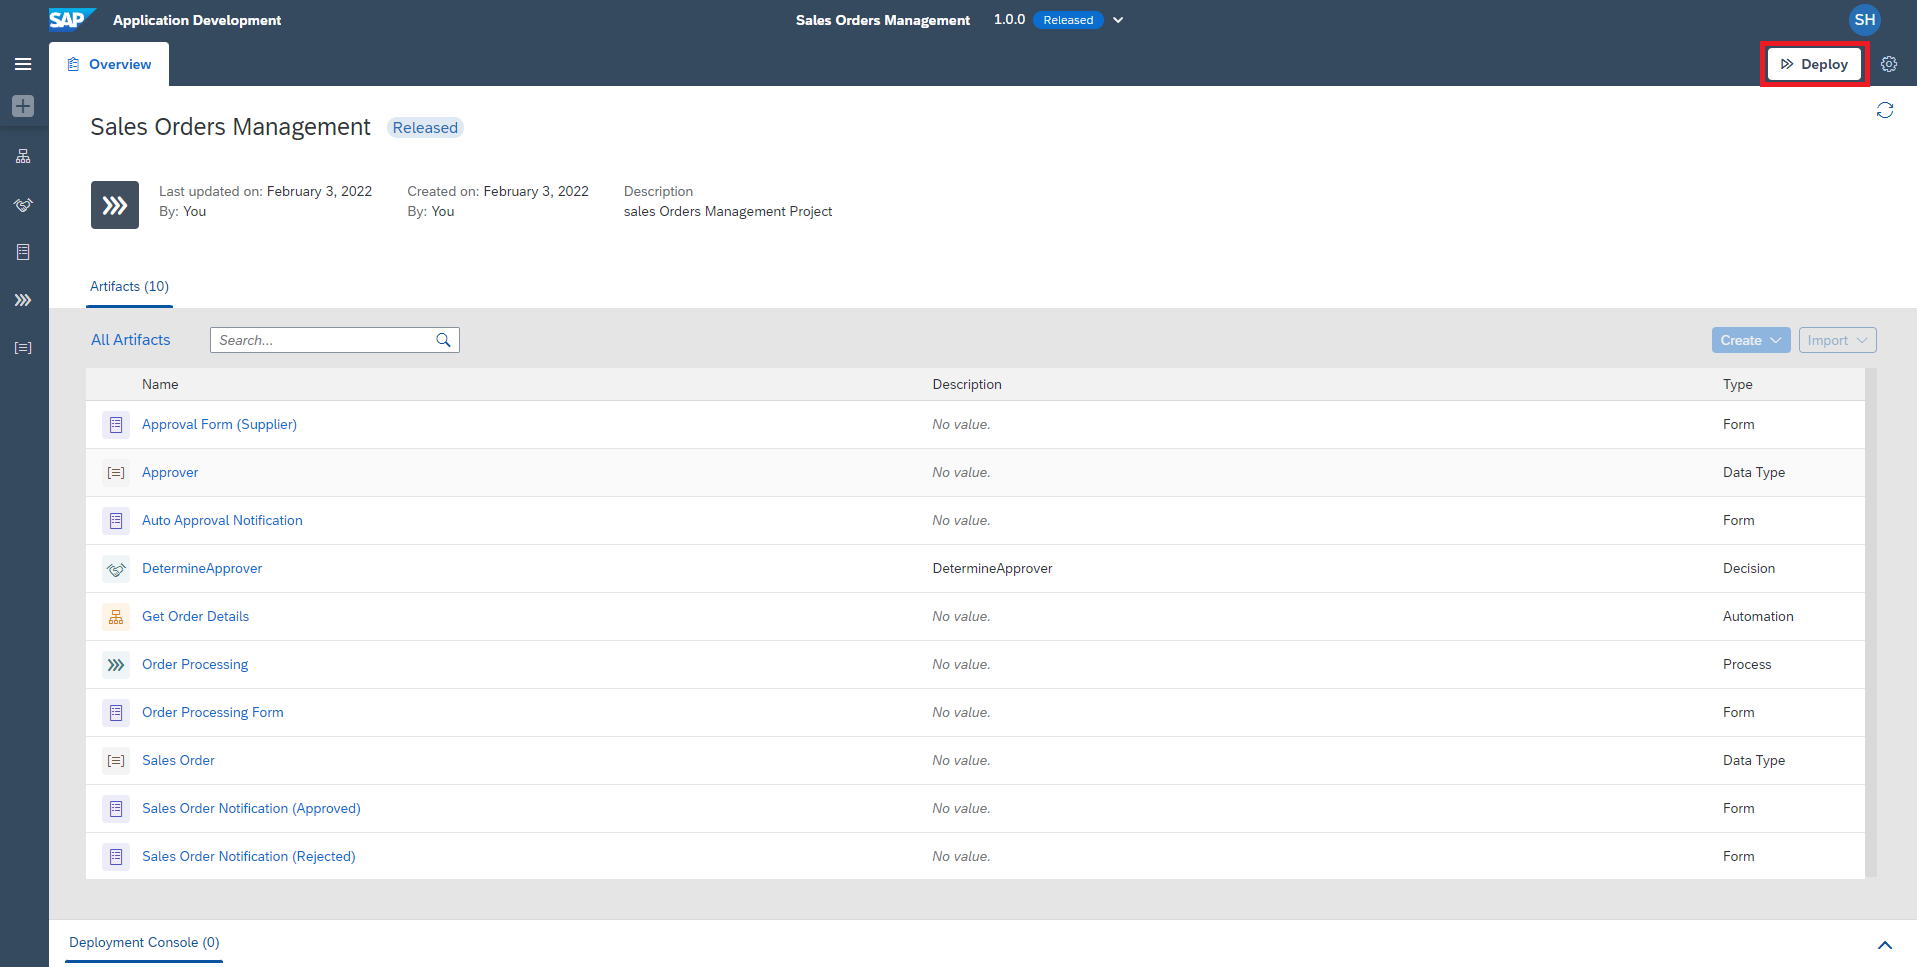 SAP Application Development Sales Orders Management 1.0.0 Released SH
Overview Deploy
Sales Orders Management Released
Last updated on: February 3, 2022 Created on: February 3, 2022 Description
By: You By: You sales Orders Management Project
Artifacts (10)
All Artifacts Search... Create Import
Name Description Type
Approval Form (Supplier) No value. Form
Approver No value. Data Type
Auto Approval Notification No value. Form
DetermineApprover DetermineApprover Decision
Get Order Details No value. Automation
Order Processing No value. Process
Order Processing Form No value. Form
Sales Order No value. Data Type
Sales Order Notification (Approved) No value. Form
Sales Order Notification (Rejected) No value. Form
Deployment Console (0)